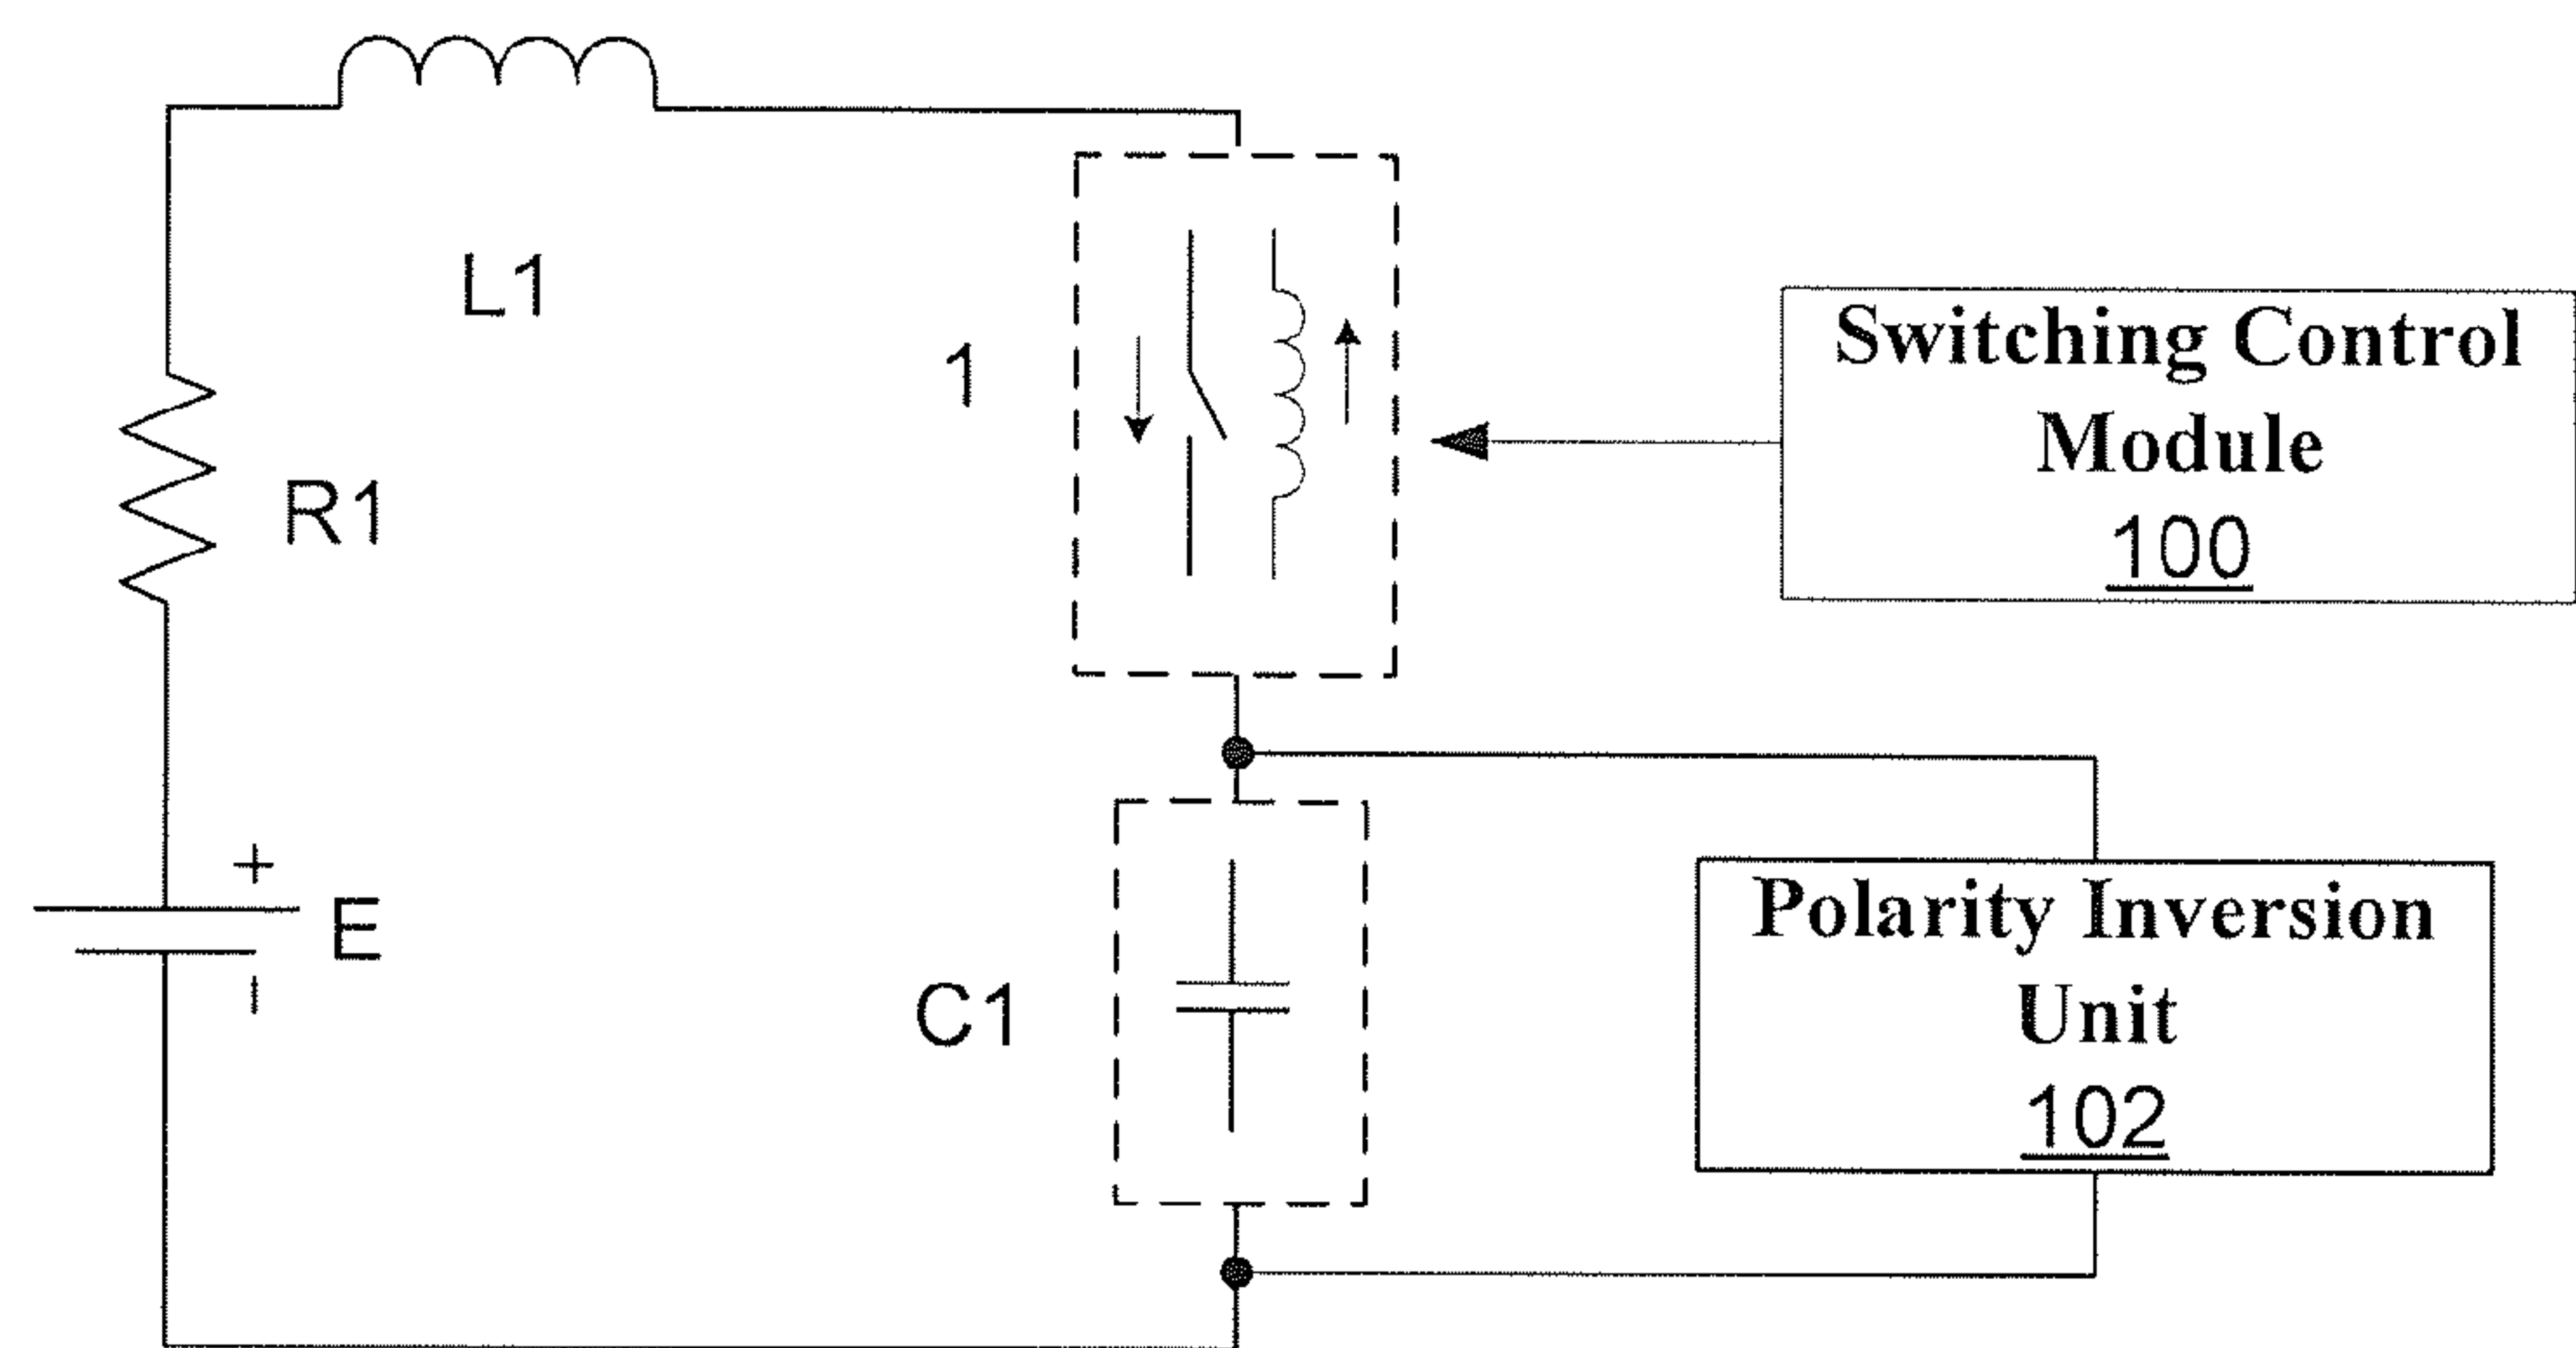 L1
1
Switching Control
Module
100
R1
+
E
-
C1
Polarity Inversion
Unit
102